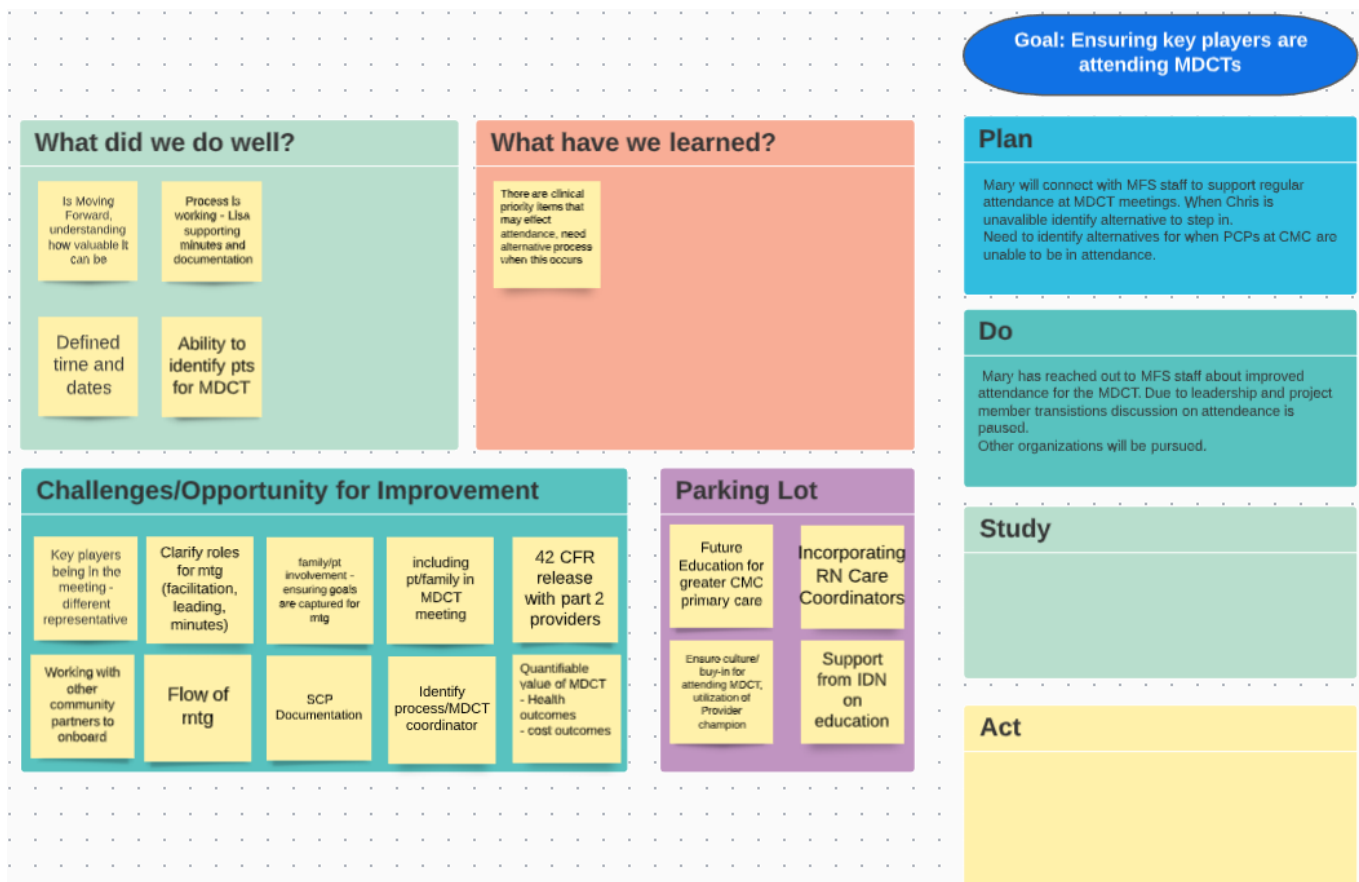 Goal: Ensuring key players are
attending MDCTs
What did we do well?
Is Moving
Forward,
understanding
how valuable it
can be
Process is
working - Lisa
supporting
minutes and
documentation
Defined
time and
dates
Ability to
identify pts
for MDCT
What have we learned?
There are clinical
priority items that
may effect
attendance, need
alternative process
when this occurs
Challenges/Opportunity for Improvement
Key players
being in the
meeting -
different
representative
Clarify roles
for mtg
(facilitation,
leading,
minutes)
family/pt
involvement -
ensuring goals
are captured for
mtg
including
pt/family in
MDCT
meeting
42 CFR
release
with part 2
providers
Working with
other
community
partners to
onboard
Flow of
mtg
SCP
Documentation
Identify
process/MDCT
coordinator
Quantifiable
value of MDCT
- Health
outcomes
- cost outcomes
Parking Lot
Future
Education for
greater CMC
primary care
Incorporating
RN Care
Coordinators
Ensure culture/
buy-in for
attending MDCT,
utilization of
Provider
champion
Support
from IDN
on
education
Plan
Mary will connect with MFS staff to support regular
attendance at MDCT meetings. When Chris is
unavalible identify alternative to step in.
Need to identify alternatives for when PCPs at CMC are
unable to be in attendance.
Do
Mary has reached out to MFS staff about improved
attendance for the MDCT. Due to leadership and project
member transistions discussion on attendeance is
paused.
Other organizations will be pursued.
Study
Act